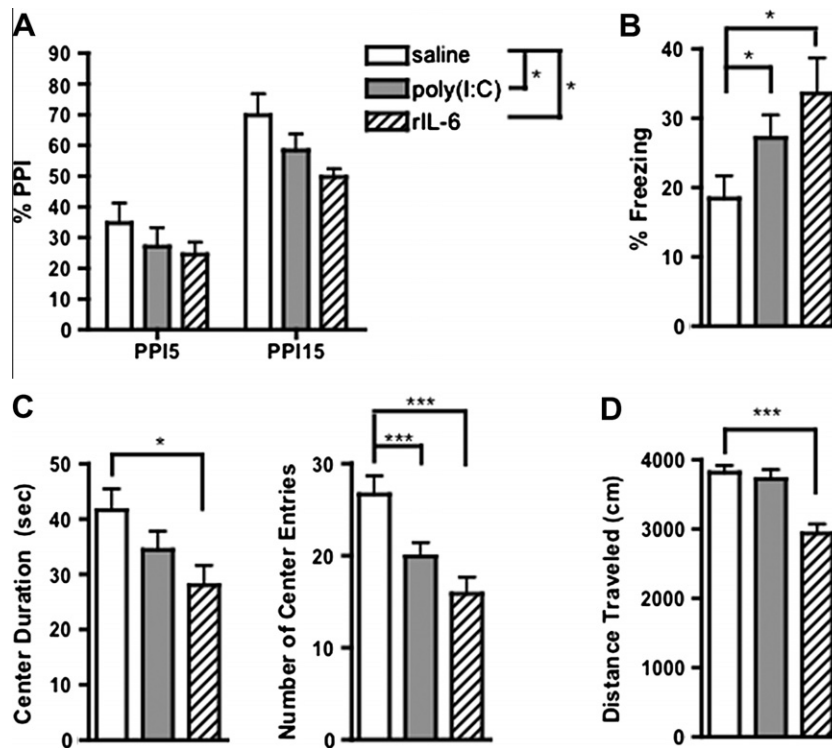 A
% PPI
90
80
70
60
50
40
30
20
10
0
PPI5
PPI15
saline
poly(I:C)
rIL-6
*
*
B
% Freezing
40
30
20
10
0
*
*
C
Center Duration (sec)
50
40
30
20
10
0
*
Number of Center Entries
30
20
10
0
***
***
D
Distance Traveled (cm)
4000
3000
2000
1000
0
***